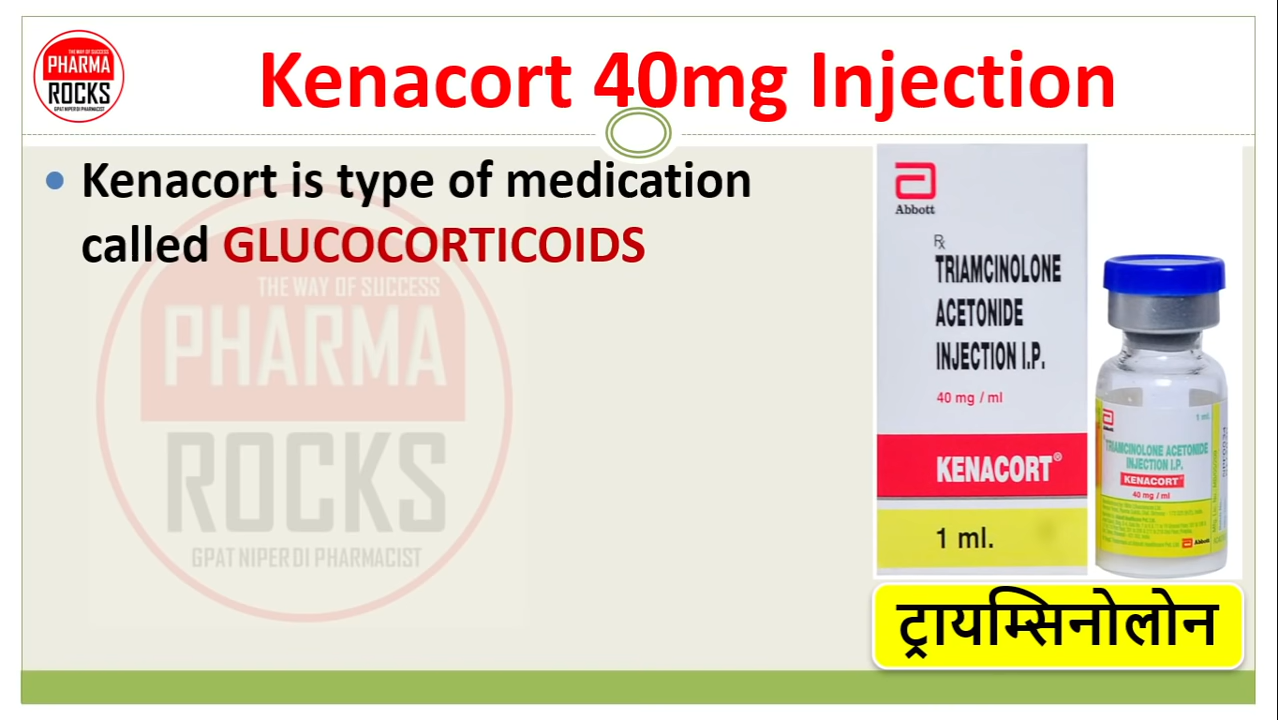 THE WAY OF SUCCESS
PHARMA
ROCKS
GPAT NIPER DI PHARMACIST
Kenacort 40mg Injection
• Kenacort is type of medication
called GLUCOCORTICOIDS
THE WAY OF SUCCESS
PHARMA
ROCKS
GPAT NIPER DI PHARMACIST
Abbott
Rx
TRIAMCINOLONE
ACETONIDE
INJECTION I.P.
40 mg / ml
KENACORT®
1 ml.
1 ml.
Abbott
TRIAMCINOLONE ACETONIDE
INJECTION I.P.
KENACORT®
40 mg / ml
Abbott
ट्रायम्सिनोलोन